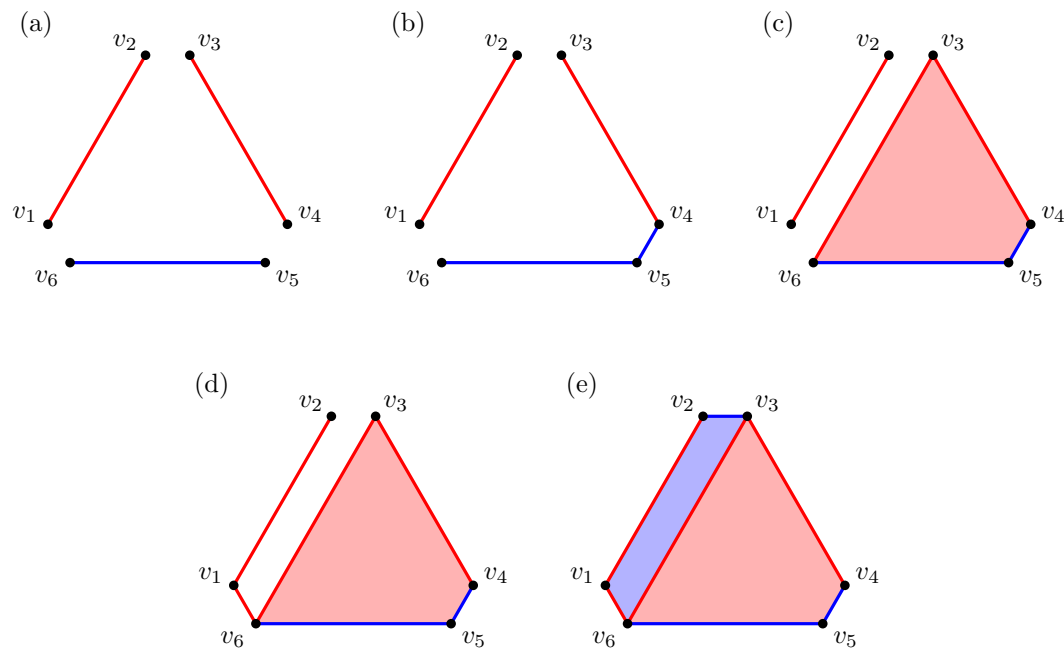 (a) (b) (c)
v₂ v₃ v₂ v₃ v₂ v₃
v₁ v₄ v₁ v₄ v₁ v₄
v₆ v₅ v₆ v₅ v₆ v₅
(d) (e)
v₂ v₃ v₂ v₃
v₁ v₄ v₁ v₄
v₆ v₅ v₆ v₅